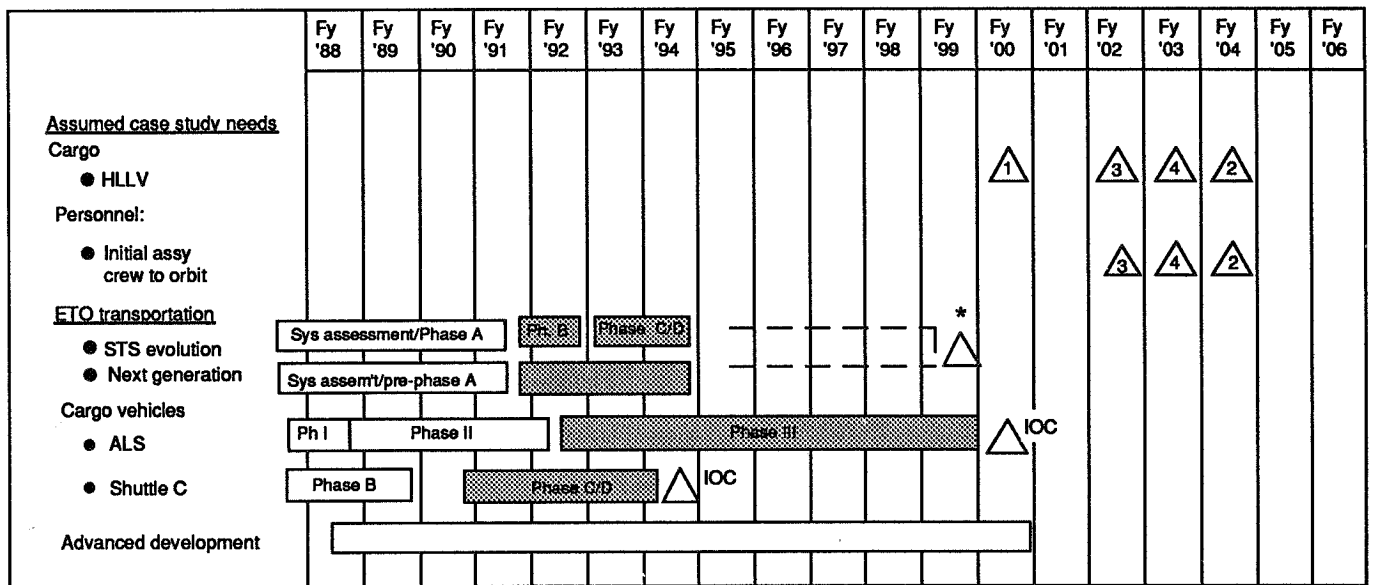 Fy '88 Fy '89 Fy '90 Fy '91 Fy '92 Fy '93 Fy '94 Fy '95 Fy '96 Fy '97 Fy '98 Fy '99 Fy '00 Fy '01 Fy '02 Fy '03 Fy '04 Fy '05 Fy '06
Assumed case study needs
Cargo
● HLLV 1 3 4 2
Personnel:
● Initial assy
crew to orbit 3 4 2
ETO transportation *
Sys assessment/Phase A Ph. B Phase C/D
● STS evolution
● Next generation Sys assem't/pre-phase A
Cargo vehicles
● ALS Ph I Phase II Phase III IOC
● Shuttle C Phase B Phase C/D IOC
Advanced development